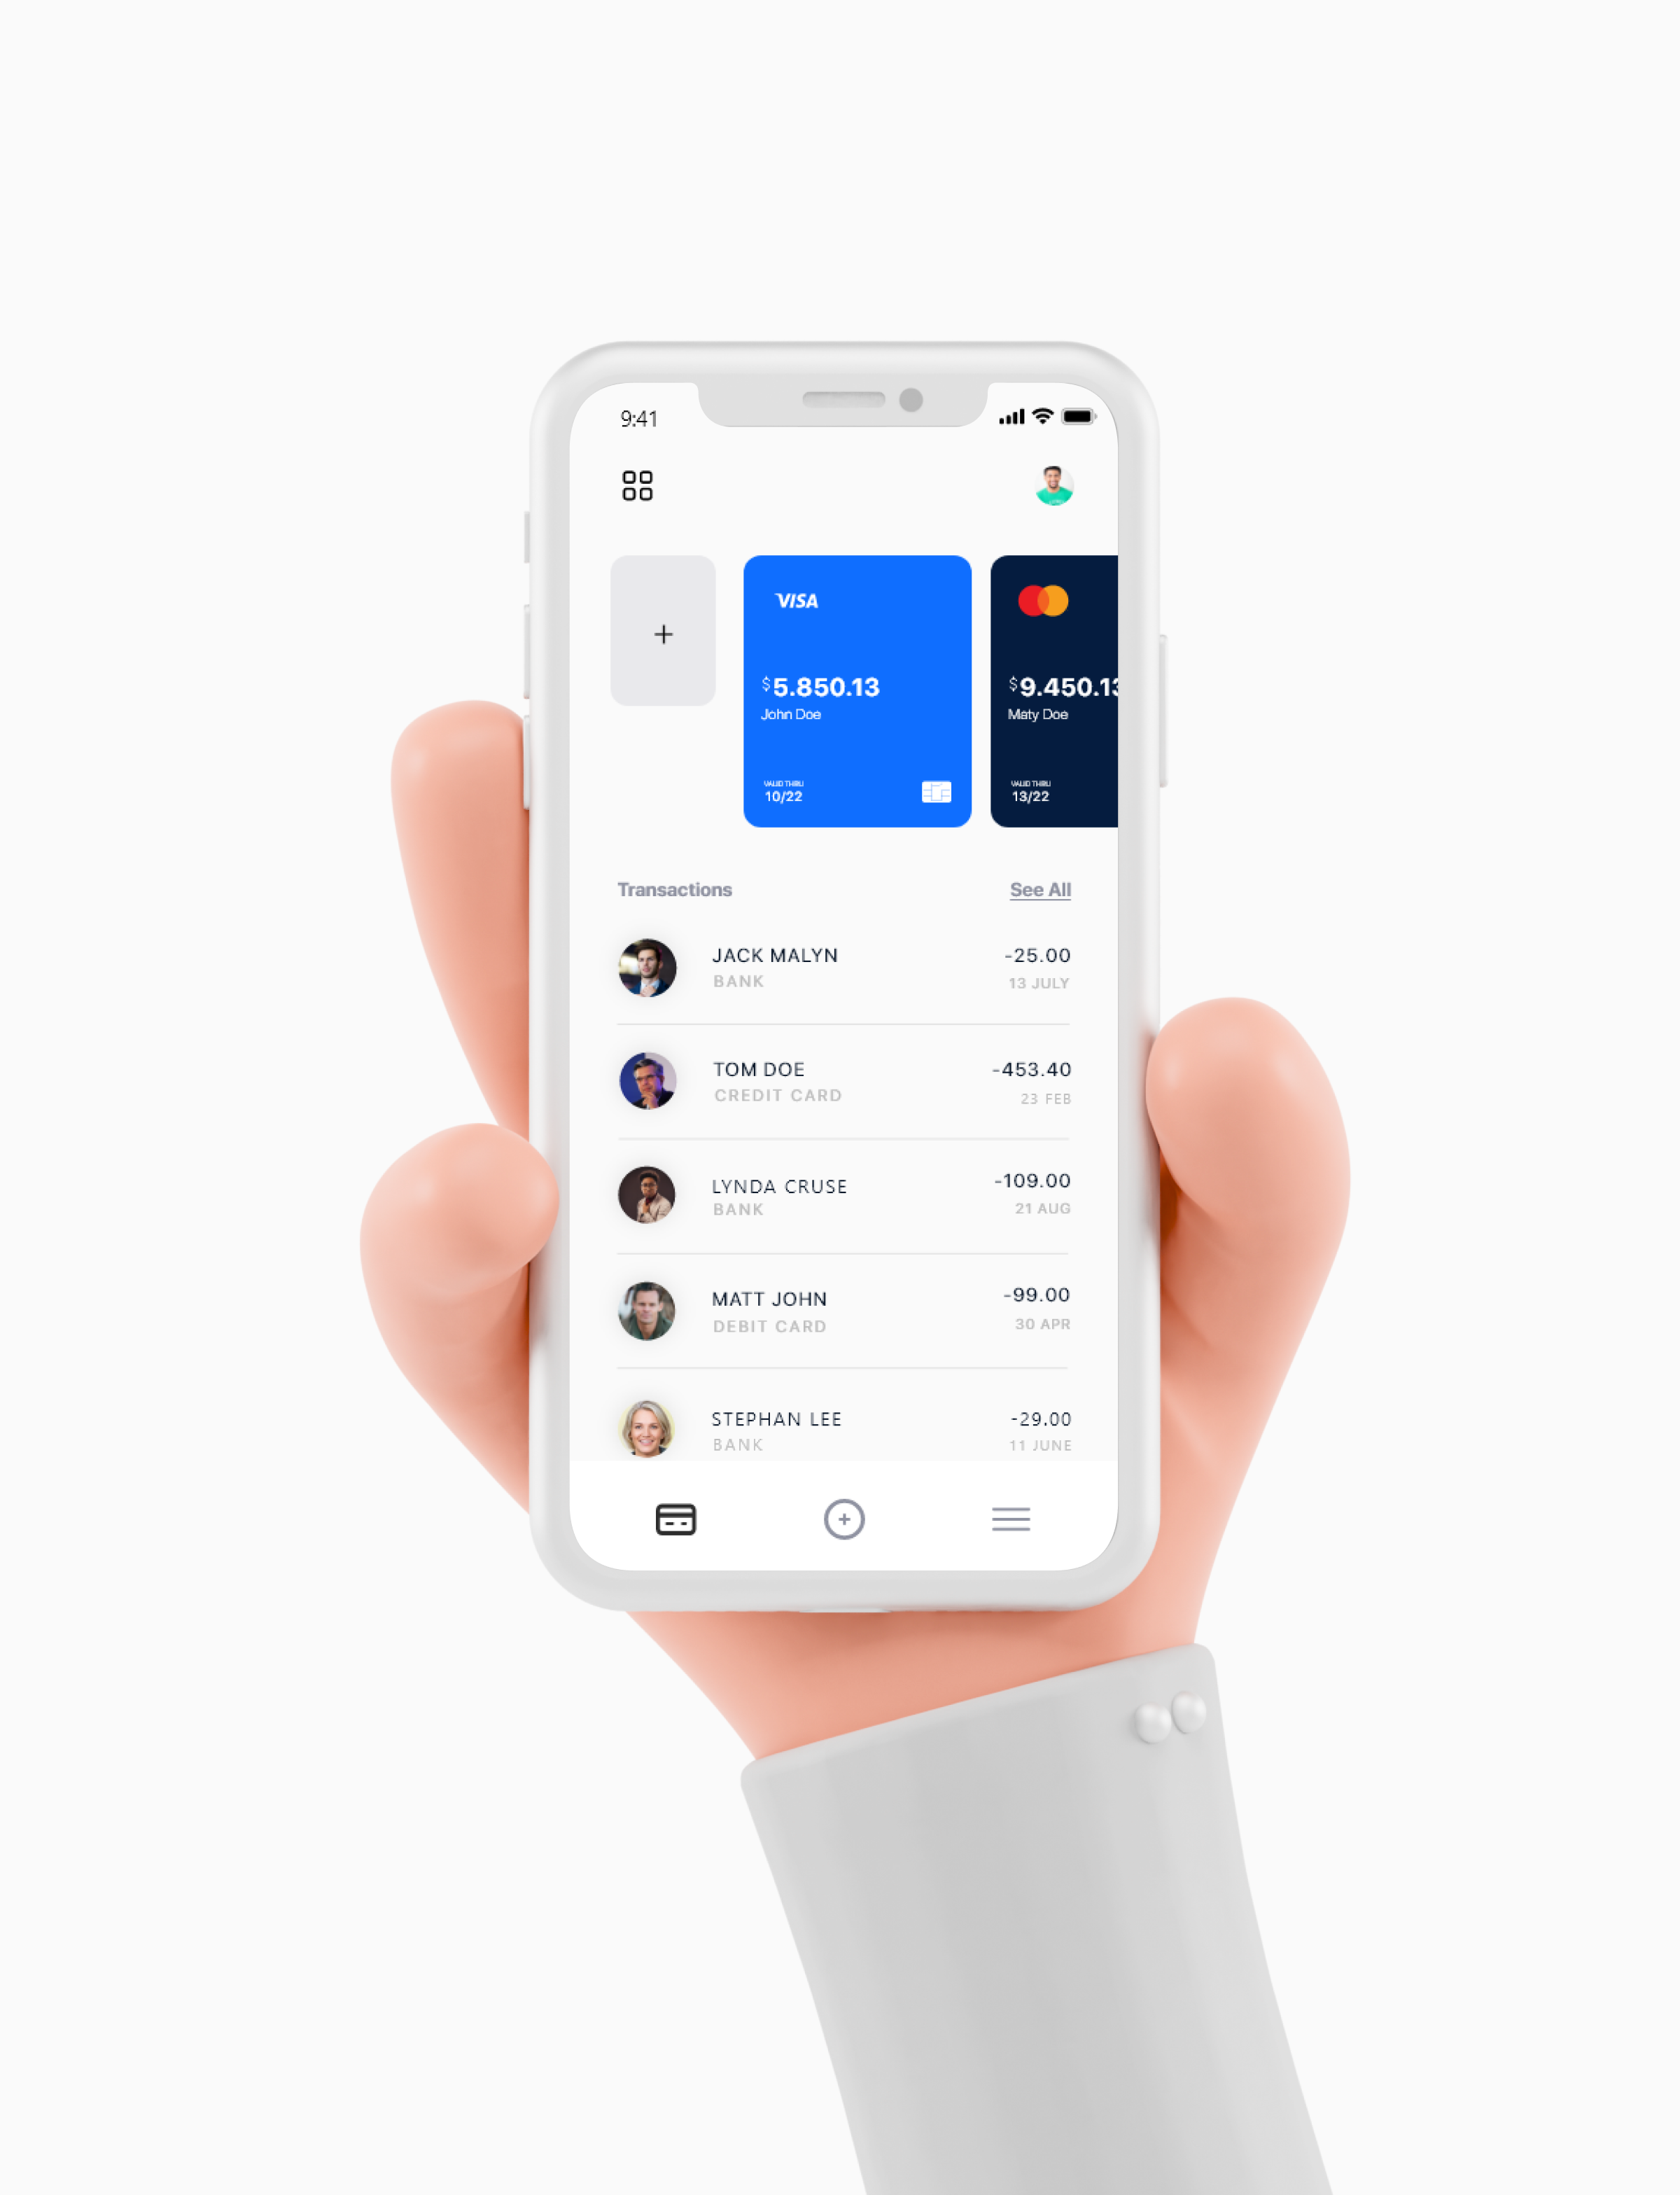 9:41
VISA
$5.850.13
John Doe
VALID THRU
10/22
$9.450.13
Maty Doe
VALID THRU
13/22
Transactions
See All
JACK MALYN
-25.00
BANK
13 JULY
TOM DOE
-453.40
CREDIT CARD
23 FEB
LYNDA CRUSE
-109.00
BANK
21 AUG
MATT JOHN
-99.00
DEBIT CARD
30 APR
STEPHAN LEE
-29.00
BANK
11 JUNE